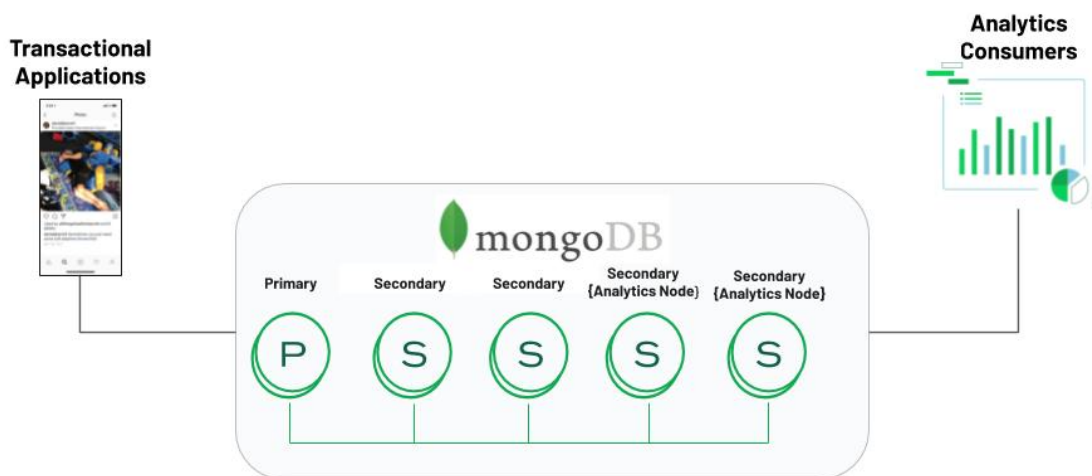 Transactional
Applications
Analytics
Consumers
mongoDB
Primary
Secondary
Secondary
Secondary
{Analytics Node}
Secondary
{Analytics Node}
P
S
S
S
S